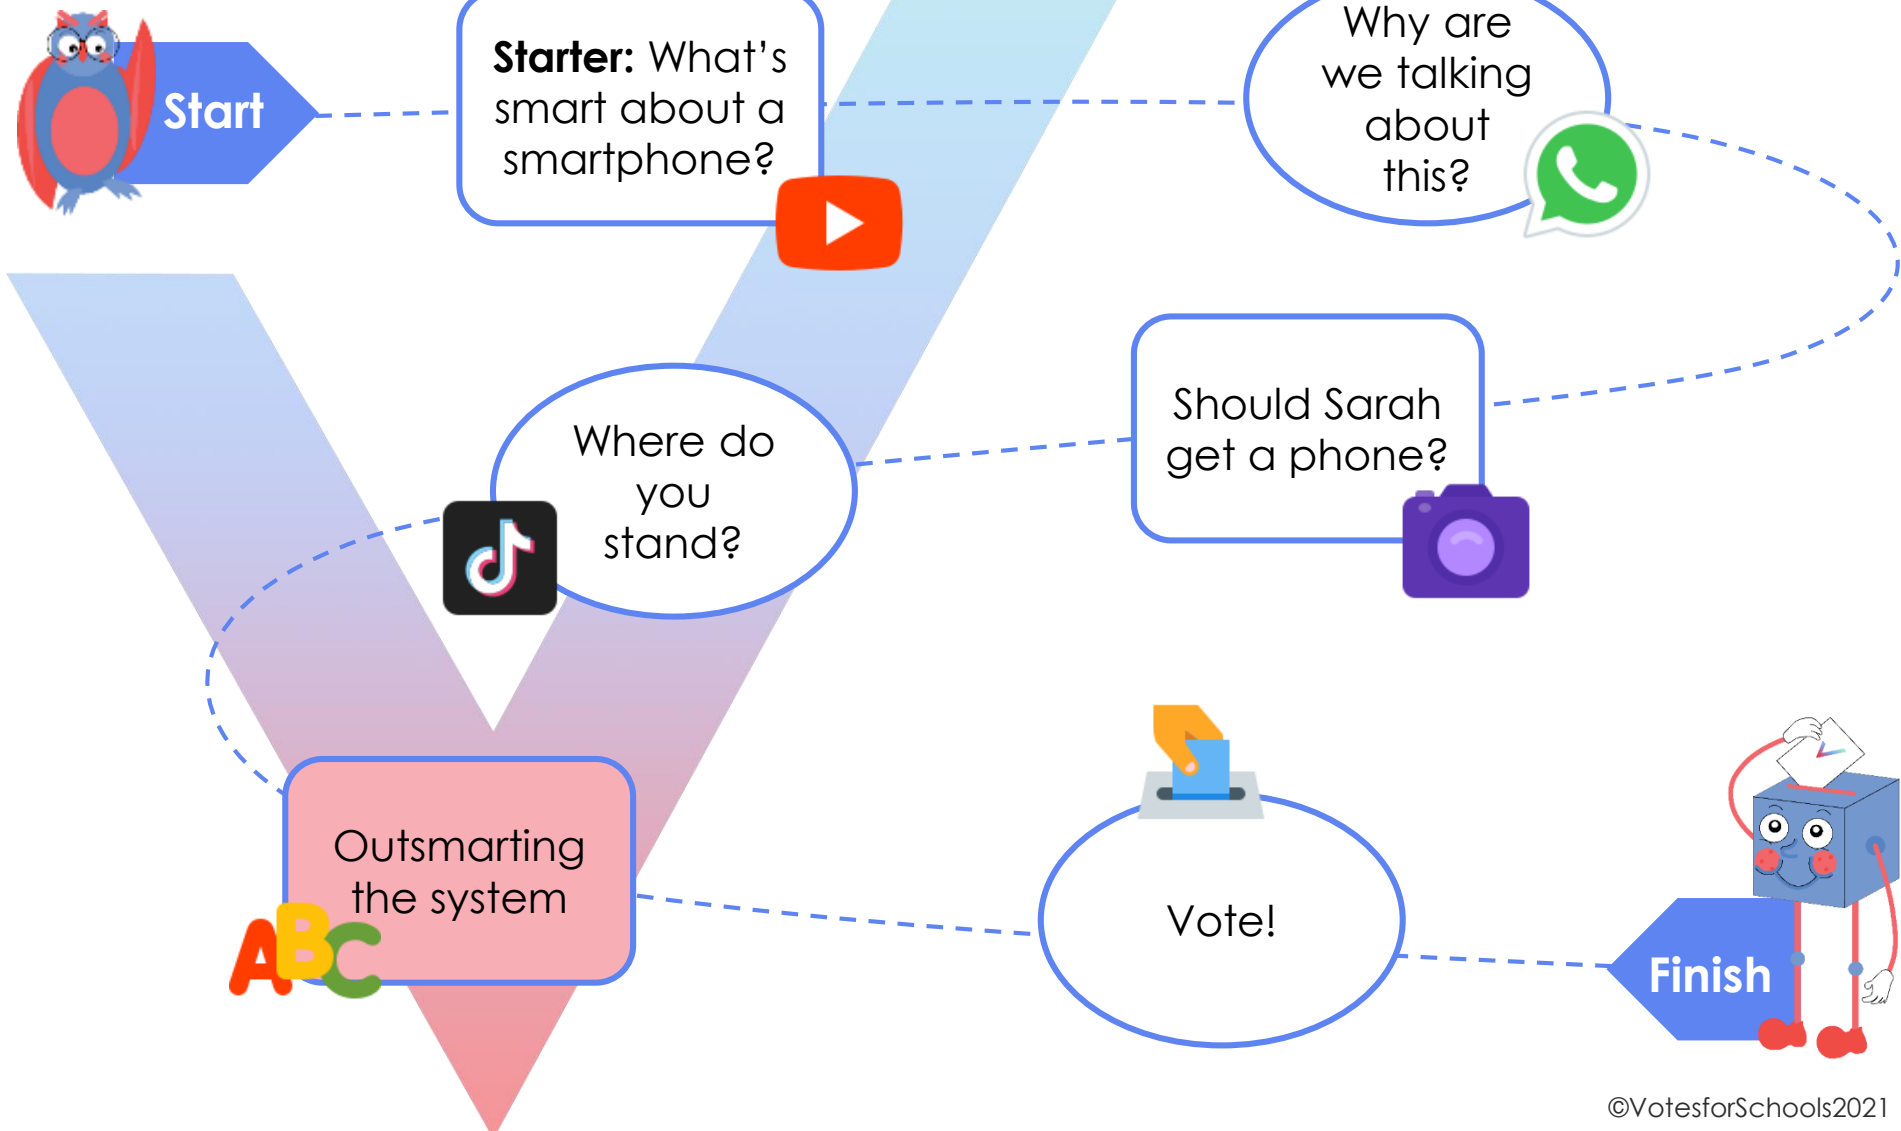 Start
Starter: What's
smart about a
smartphone?
Why are
we talking
about
this?
Should Sarah
get a phone?
Where do
you
stand?
Outsmarting
the system
ABC
Vote!
Finish
©VotesforSchools2021